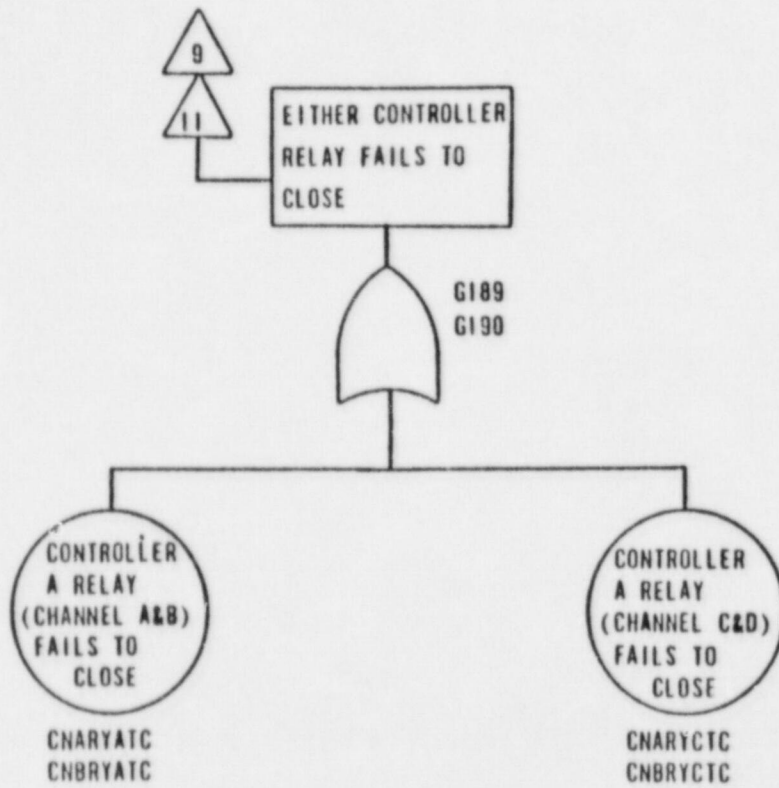 9
11
EITHER CONTROLLER
RELAY FAILS TO
CLOSE
G189
G190
CONTROLLER
A RELAY
(CHANNEL A&B)
FAILS TO
CLOSE
CONTROLLER
A RELAY
(CHANNEL C&D)
FAILS TO
CLOSE
CNARYATC
CNBRYATC
CNARYCTC
CNBRYCTC